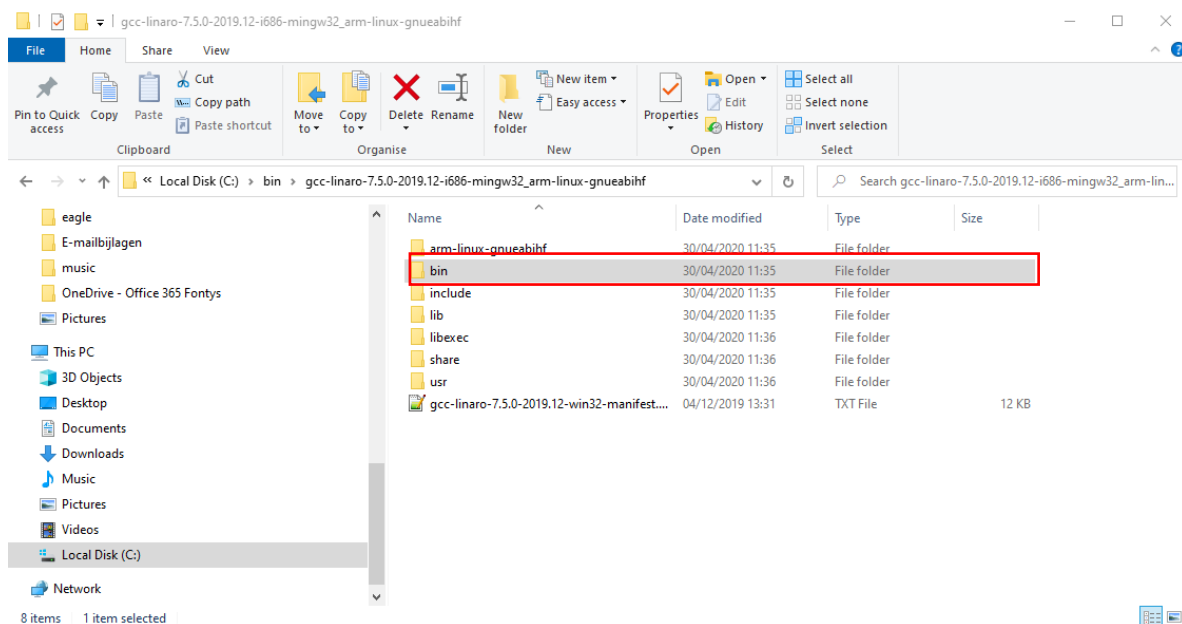 gcc-linaro-7.5.0-2019.12-i686-mingw32_arm-linux-gnueabihf
File Home Share View
Pin to Quick access
Copy
Paste
Cut
Copy path
Paste shortcut
Clipboard
Move to
Copy to
Delete
Rename
Organise
New folder
New item
Easy access
New
Properties
Open
Edit
History
Open
Select all
Select none
Invert selection
Select
« Local Disk (C:) › bin › gcc-linaro-7.5.0-2019.12-i686-mingw32_arm-linux-gnueabihf
Search gcc-linaro-7.5.0-2019.12-i686-mingw32_arm-lin...
eagle
E-mailbijlagen
music
OneDrive - Office 365 Fontys
Pictures
This PC
3D Objects
Desktop
Documents
Downloads
Music
Pictures
Videos
Local Disk (C:)
Network
Name Date modified Type Size
arm-linux-gnueabihf 30/04/2020 11:35 File folder
bin 30/04/2020 11:35 File folder
include 30/04/2020 11:35 File folder
lib 30/04/2020 11:35 File folder
libexec 30/04/2020 11:36 File folder
share 30/04/2020 11:36 File folder
usr 30/04/2020 11:36 File folder
gcc-linaro-7.5.0-2019.12-win32-manifest.... 04/12/2019 13:31 TXT File 12 KB
8 items 1 item selected